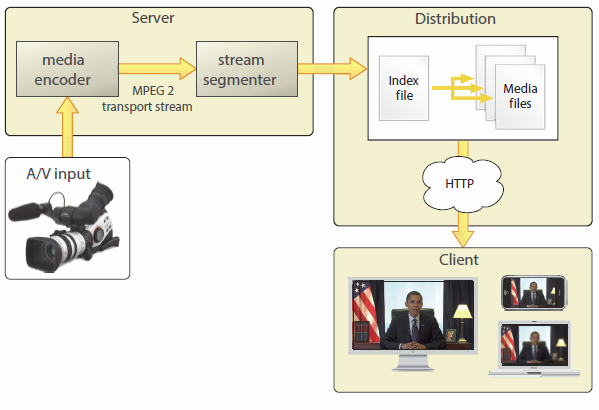 Server
media
encoder
MPEG 2
transport stream
stream
segmenter
A/V input
Distribution
Index
file
Media
files
HTTP
Client